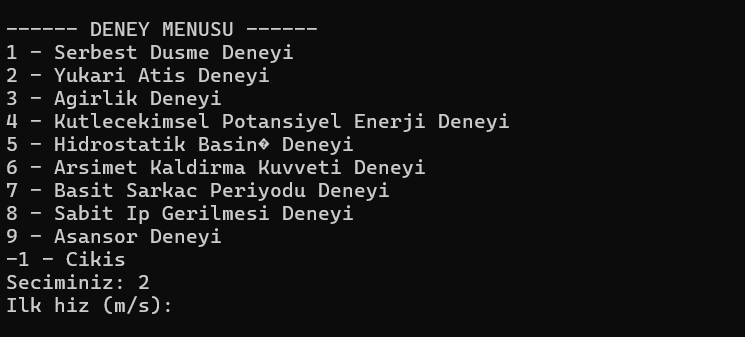 ------ DENEY MENUSU ------
1 - Serbest Dusme Deneyi
2 - Yukari Atis Deneyi
3 - Agirlik Deneyi
4 - Kutlecekimsel Potansiyel Enerji Deneyi
5 - Hidrostatik Basin� Deneyi
6 - Arsimet Kaldirma Kuvveti Deneyi
7 - Basit Sarkac Periyodu Deneyi
8 - Sabit Ip Gerilmesi Deneyi
9 - Asansor Deneyi
-1 - Cikis
Seciminiz: 2
Ilk hiz (m/s):